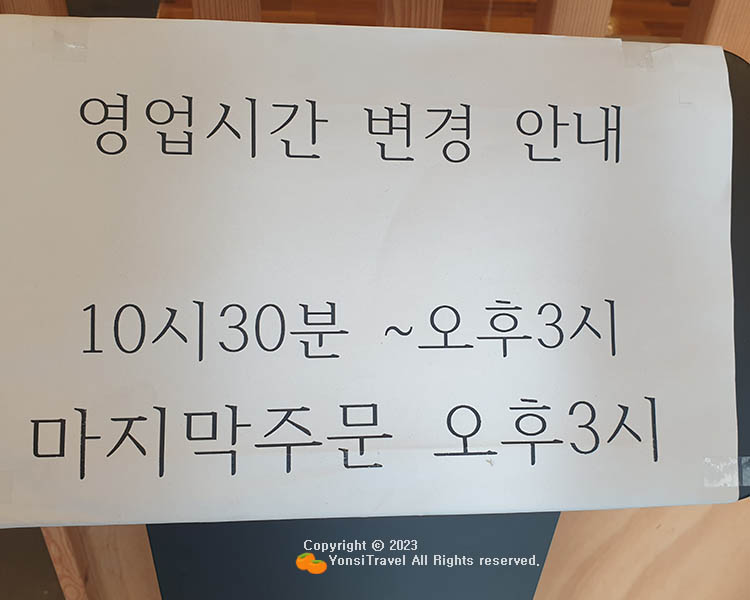 영업시간 변경 안내
10시30분 ~오후3시
마지막주문 오후3시
Copyright ⓒ 2023
YonsiTravel All Rights reserved.